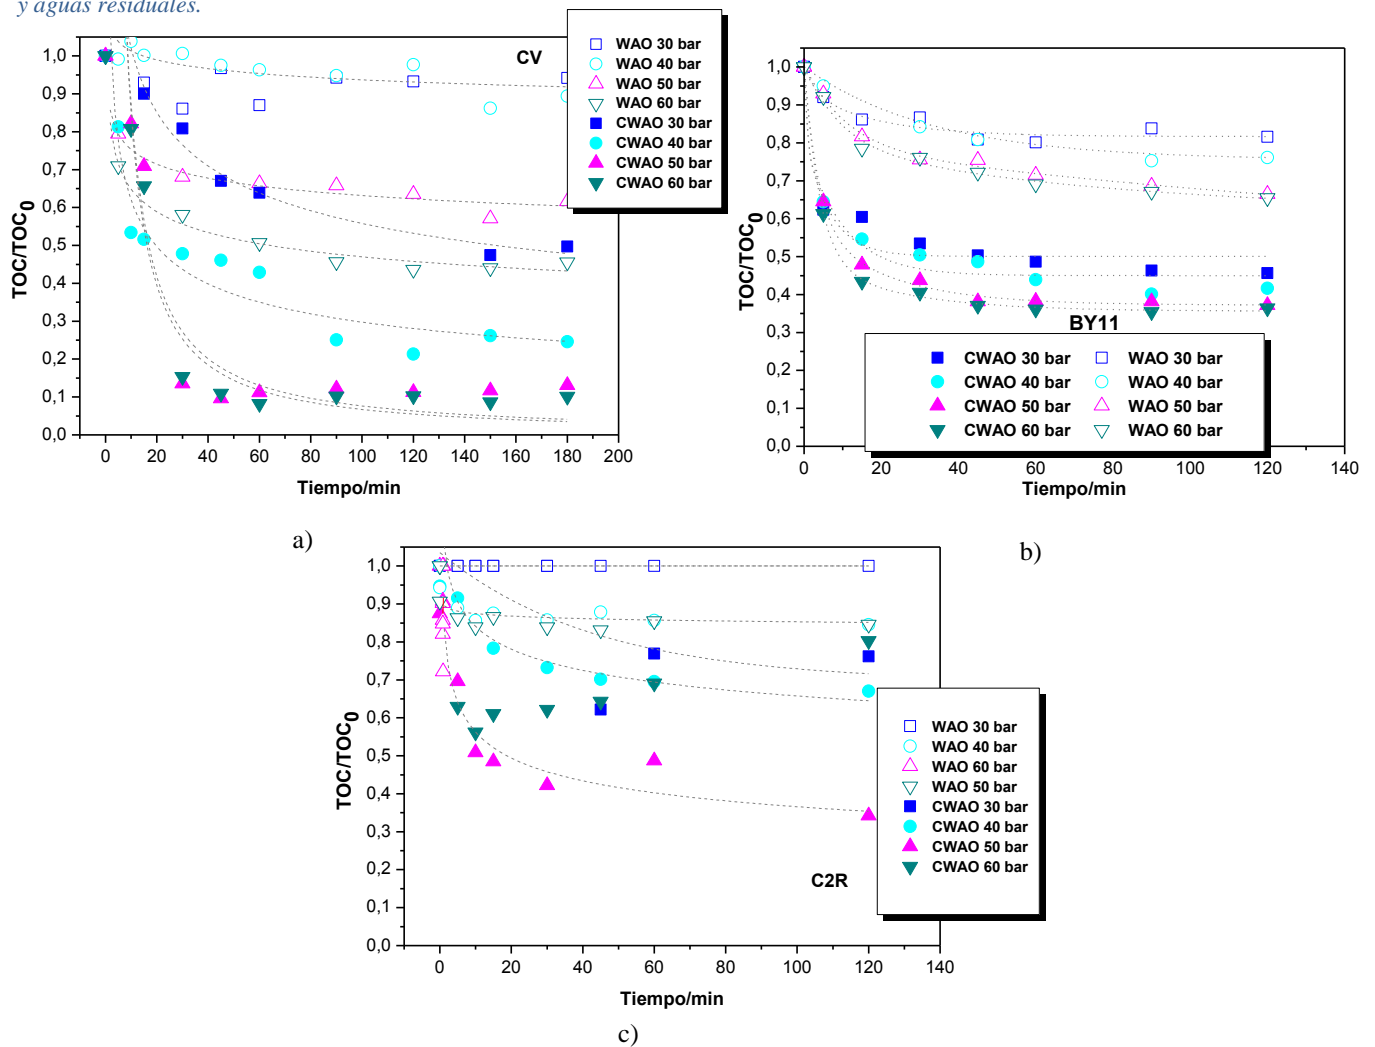 y aguas residuales.
CV
WAO 30 bar
WAO 40 bar
WAO 50 bar
WAO 60 bar
CWAO 30 bar
CWAO 40 bar
CWAO 50 bar
CWAO 60 bar
TOC/TOC0
1,0
0,9
0,8
0,7
0,6
0,5
0,4
0,3
0,2
0,1
0,0
0 20 40 60 80 100 120 140 160 180 200
Tiempo/min
a)
TOC/TOC0
1,0
0,9
0,8
0,7
0,6
0,5
0,4
0,3
0,2
0,1
0,0
BY11
CWAO 30 bar WAO 30 bar
CWAO 40 bar WAO 40 bar
CWAO 50 bar WAO 50 bar
CWAO 60 bar WAO 60 bar
0 20 40 60 80 100 120 140
Tiempo/min
b)
TOC/TOC0
1,0
0,9
0,8
0,7
0,6
0,5
0,4
0,3
0,2
0,1
0,0
WAO 30 bar
WAO 40 bar
WAO 60 bar
WAO 50 bar
CWAO 30 bar
CWAO 40 bar
CWAO 50 bar
CWAO 60 bar
C2R
0 20 40 60 80 100 120 140
Tiempo/min
c)